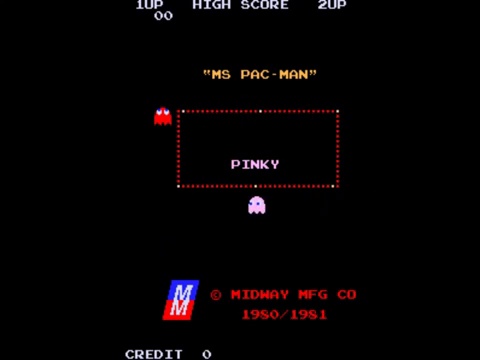 1UP HIGH SCORE 2UP
00
"MS PAC-MAN"
PINKY
MM
© MIDWAY MFG CO
1980/1981
CREDIT 0